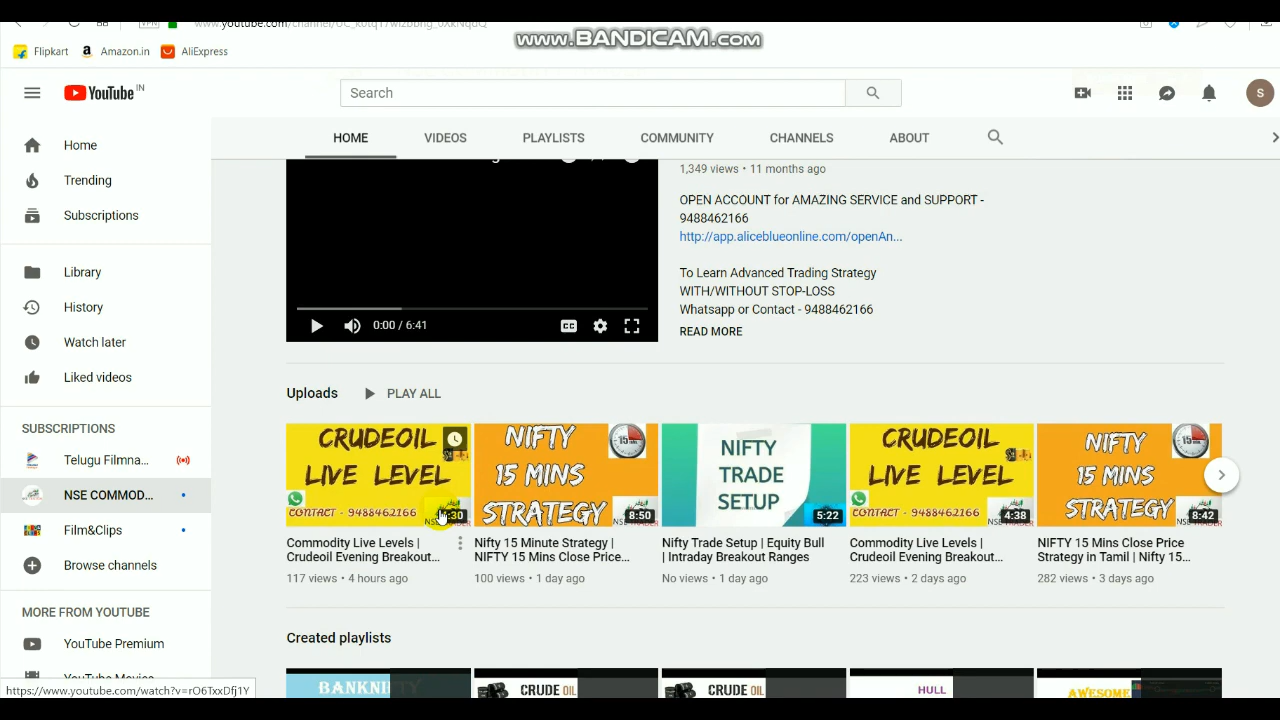 www.BANDICAM.com
Flipkart
Amazon.in
AliExpress
YouTube IN
Search
S
HOME
VIDEOS
PLAYLISTS
COMMUNITY
CHANNELS
ABOUT
Home
Trending
Subscriptions
Library
History
Watch later
Liked videos
SUBSCRIPTIONS
Telugu Filmna...
NSE COMMOD...
Film&Clips
Browse channels
MORE FROM YOUTUBE
YouTube Premium
YouTube Movies
https://www.youtube.com/watch?v=rO6TxxDfj1Y
0:00 / 6:41
CC
1,349 views • 11 months ago
OPEN ACCOUNT for AMAZING SERVICE and SUPPORT -
9488462166
http://app.aliceblueonline.com/openAn...
To Learn Advanced Trading Strategy
WITH/WITHOUT STOP-LOSS
Whatsapp or Contact - 9488462166
READ MORE
Uploads
PLAY ALL
CRUDEOIL
LIVE LEVEL
CONTACT - 9488462166
Commodity Live Levels |
Crudeoil Evening Breakout...
117 views • 4 hours ago
NIFTY
15 MINS
STRATEGY
8:50
Nifty 15 Minute Strategy |
NIFTY 15 Mins Close Price...
100 views • 1 day ago
NIFTY
TRADE
SETUP
5:22
Nifty Trade Setup | Equity Bull
| Intraday Breakout Ranges
No views • 1 day ago
CRUDEOIL
LIVE LEVEL
CONTACT - 9488462166
4:38
Commodity Live Levels |
Crudeoil Evening Breakout...
223 views • 2 days ago
NIFTY
15 MINS
STRATEGY
8:42
NIFTY 15 Mins Close Price
Strategy in Tamil | Nifty 15...
282 views • 3 days ago
Created playlists
BANKNIFTY
CRUDE OIL
CRUDE OIL
HULL
AWESOME